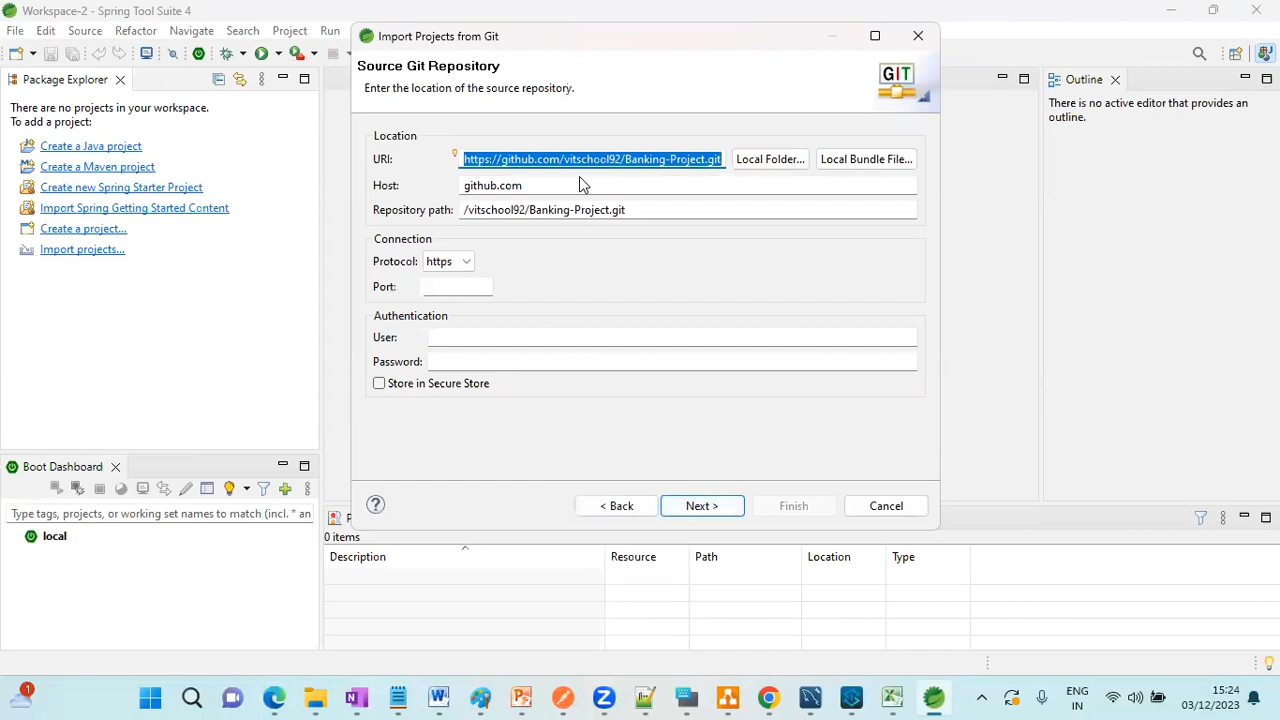 Workspace-2 - Spring Tool Suite 4
File Edit Source Refactor Navigate Search Project Run
Package Explorer
There are no projects in your workspace.
To add a project:
Create a Java project
Create a Maven project
Create new Spring Starter Project
Import Spring Getting Started Content
Create a project...
Import projects...
Import Projects from Git
Source Git Repository
Enter the location of the source repository.
GIT
Location
URI: https://github.com/vitschool92/Banking-Project.git Local Folder... Local Bundle File...
Host: github.com
Repository path: /vitschool92/Banking-Project.git
Connection
Protocol: https
Port:
Authentication
User:
Password:
Store in Secure Store
? < Back Next > Finish Cancel
Outline
There is no active editor that provides an
outline.
Boot Dashboard
Type tags, projects, or working set names to match (incl. * an
local
0 items
Description Resource Path Location Type
1
ENG
IN
15:24
03/12/2023